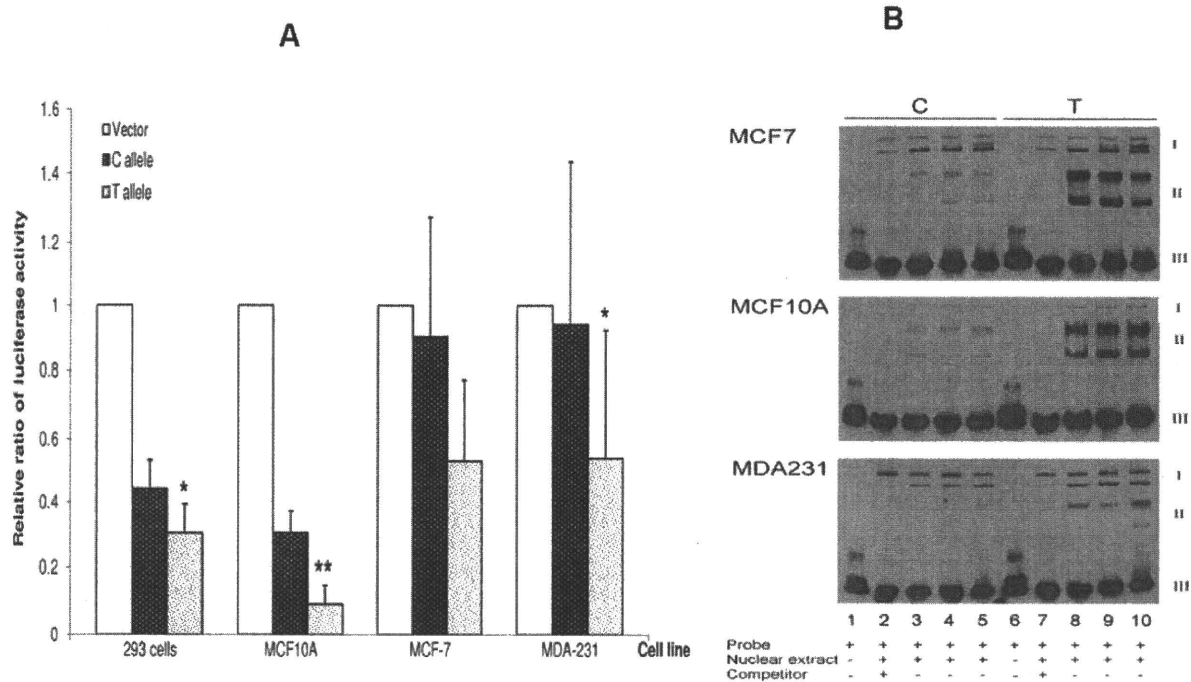 A
Relative ratio of luciferase activity
1.6
1.4
1.2
1
0.8
0.6
0.4
0.2
0
Vector
C allele
T allele
*
**
*
293 cells MCF10A MCF-7 MDA-231 Cell line
B
C T
MCF7
I
II
III
MCF10A
I
II
III
MDA231
I
II
III
1 2 3 4 5 6 7 8 9 10
Probe + + + + + + + + + +
Nuclear extract - + + + + - + + + +
Competitor - + - - - - + - - -